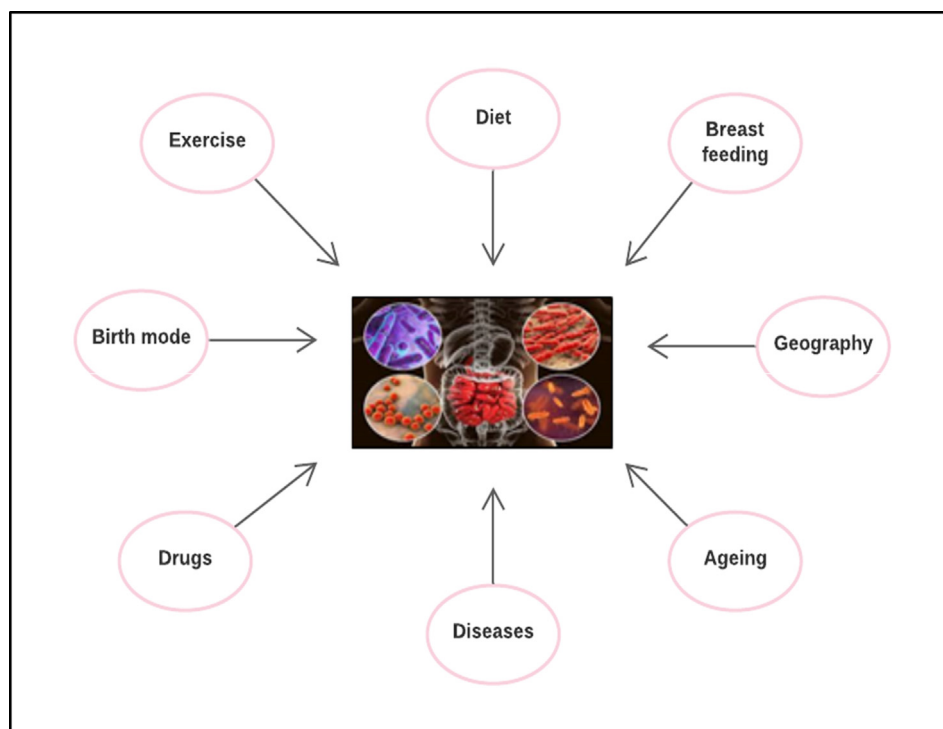 Diet
Exercise
Breast
feeding
Birth mode
Geography
Drugs
Ageing
Diseases